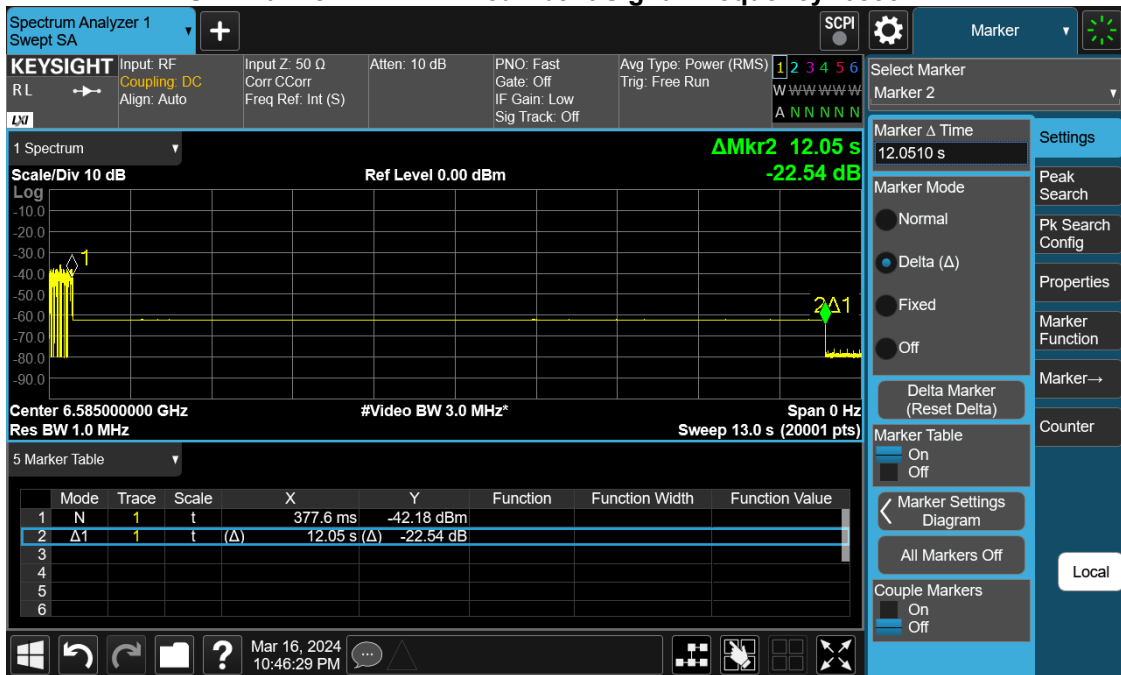 Spectrum Analyzer 1
Swept SA
SCPI
Marker
KEYSIGHT
RL
LXI
Input: RF
Coupling: DC
Align: Auto
Input Z: 50 Ω
Corr CCorr
Freq Ref: Int (S)
Atten: 10 dB
PNO: Fast
Gate: Off
IF Gain: Low
Sig Track: Off
Avg Type: Power (RMS)
Trig: Free Run
1 2 3 4 5 6
W W W W W W
A N N N N N
Select Marker
Marker 2
1 Spectrum
ΔMkr2 12.05 s
-22.54 dB
Scale/Div 10 dB
Ref Level 0.00 dBm
Log
-10.0
-20.0
-30.0
-40.0
-50.0
-60.0
-70.0
-80.0
-90.0
1
2Δ1
Center 6.585000000 GHz
#Video BW 3.0 MHz*
Span 0 Hz
Res BW 1.0 MHz
Sweep 13.0 s (20001 pts)
5 Marker Table
Mode Trace Scale X Y Function Function Width Function Value
1 N 1 t 377.6 ms -42.18 dBm
2 Δ1 1 t (Δ) 12.05 s (Δ) -22.54 dB
3
4
5
6
Marker Δ Time
12.0510 s
Marker Mode
Normal
Delta (Δ)
Fixed
Off
Delta Marker
(Reset Delta)
Marker Table
On
Off
Marker Settings
Diagram
All Markers Off
Couple Markers
On
Off
Settings
Peak
Search
Pk Search
Config
Properties
Marker
Function
Marker→
Counter
Local
?
Mar 16, 2024
10:46:29 PM